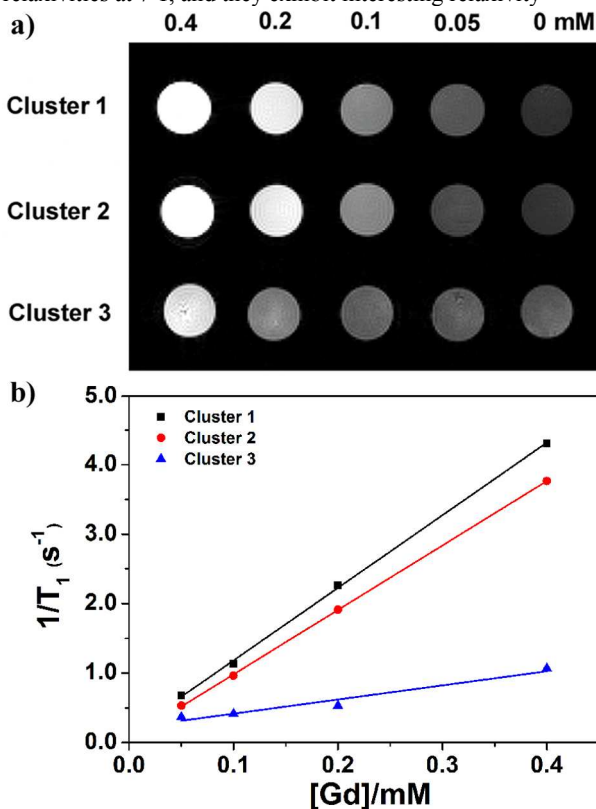 relaxivities at 7 T, and they exhibit interesting relaxivity
a) 0.4 0.2 0.1 0.05 0 mM
Cluster 1
Cluster 2
Cluster 3
b)
5.0
4.0
3.0
2.0
1.0
0.0
1/T₁ (s⁻¹)
Cluster 1
Cluster 2
Cluster 3
0.0 0.1 0.2 0.3 0.4
[Gd]/mM